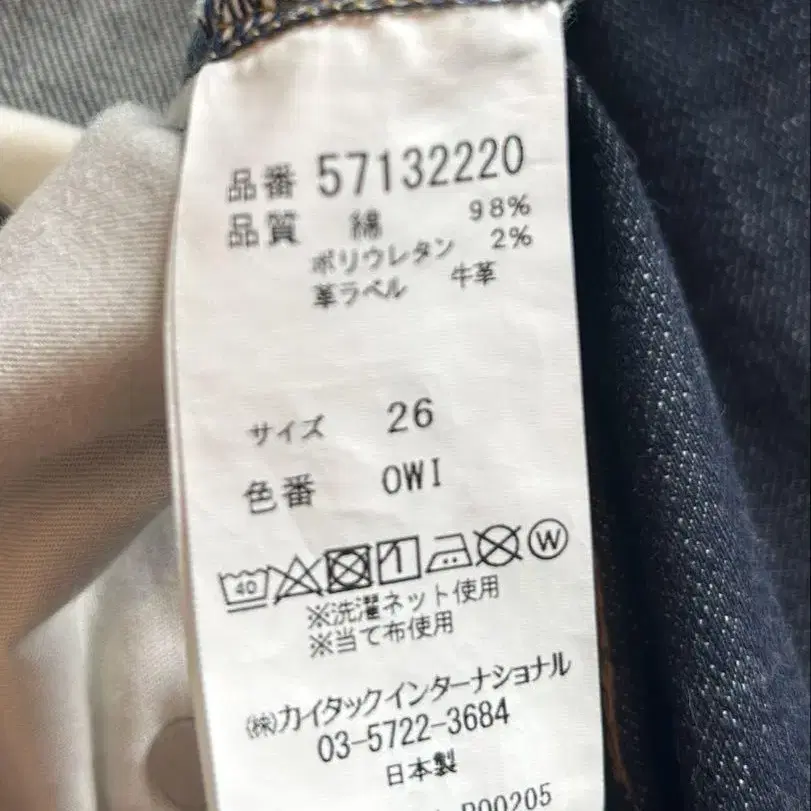 品番 57132220
品質 綿 98%
ポリウレタン 2%
革ラベル 牛革
サイズ 26
色番 OWI
40 W
※洗濯ネット使用
※当て布使用
㈱カイタックインターナショナル
03-5722-3684
日本製
R00205